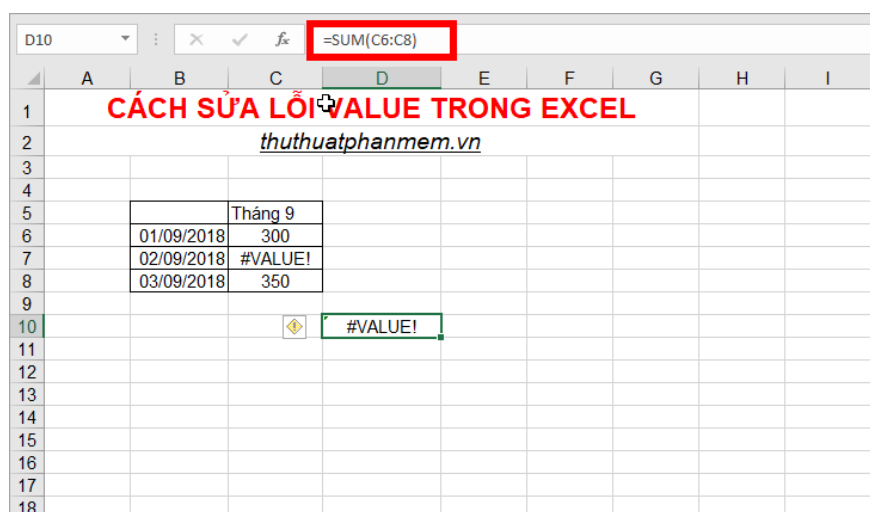 D10 fx =SUM(C6:C8)
A B C D E F G H I
1 CÁCH SỬA LỖI VALUE TRONG EXCEL
2 thuthuatphanmem.vn
3
4
5 Tháng 9
6 01/09/2018 300
7 02/09/2018 #VALUE!
8 03/09/2018 350
9
10 #VALUE!
11
12
13
14
15
16
17
18